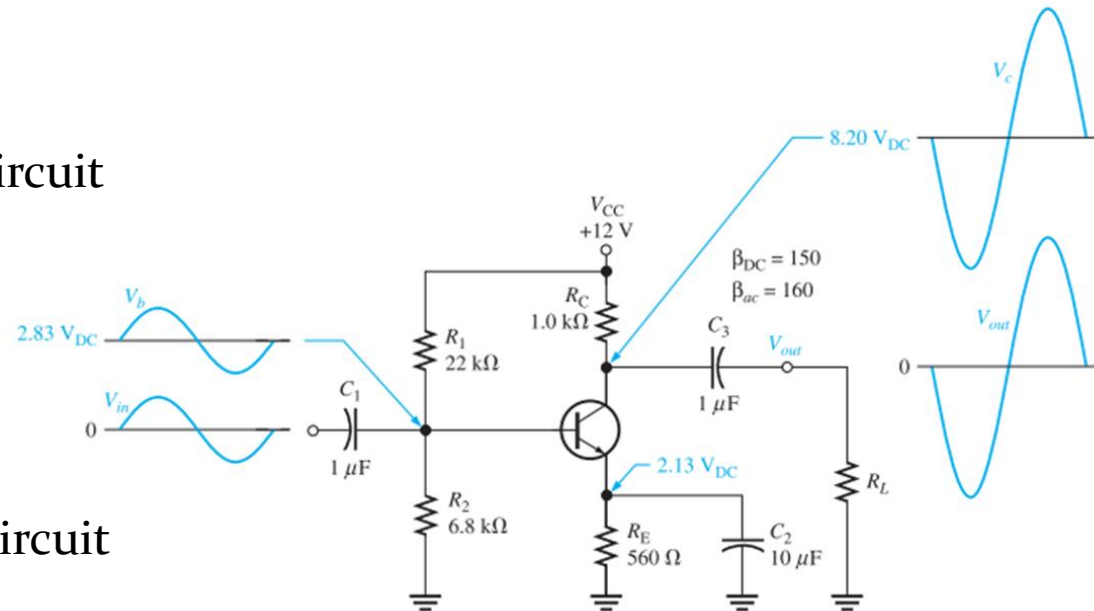 ircuit
ircuit
V_b
2.83 V_DC
V_in
0
C_1
1 μF
R_1
22 kΩ
R_2
6.8 kΩ
V_CC
+12 V
R_C
1.0 kΩ
β_DC = 150
β_ac = 160
C_3
1 μF
V_out
2.13 V_DC
R_E
560 Ω
C_2
10 μF
R_L
8.20 V_DC
V_c
V_out
0